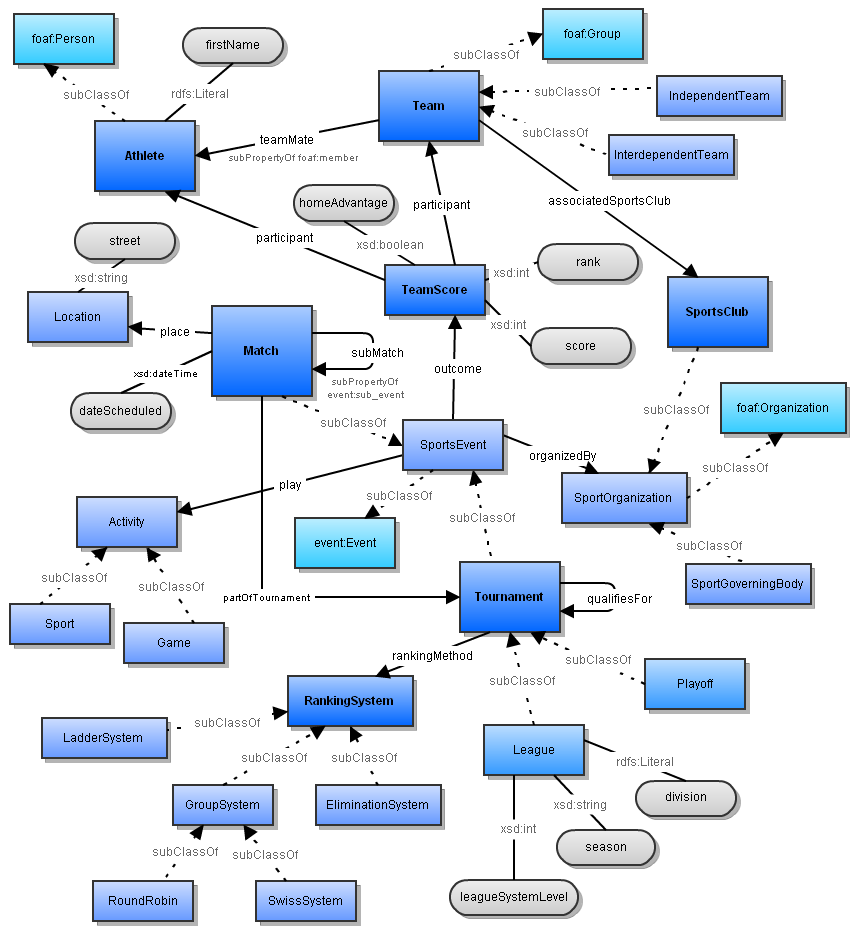 foaf:Person
firstName
foaf:Group
subClassOf
subClassOf
rdfs:Literal
Team
subClassOf
IndependentTeam
subClassOf
teamMate
subPropertyOf foaf:member
Athlete
InterdependentTeam
homeAdvantage
participant
associatedSportsClub
street
participant
xsd:boolean
xsd:string
xsd:int
rank
TeamScore
Location
place
Match
subMatch
xsd:int
score
SportsClub
xsd:dateTime
outcome
subPropertyOf
event:sub_event
dateScheduled
subClassOf
subClassOf
foaf:Organization
SportsEvent
organizedBy
subClassOf
play
subClassOf
SportOrganization
Activity
subClassOf
event:Event
subClassOf
subClassOf
subClassOf
SportGoverningBody
partOfTournament
Tournament
qualifiesFor
Sport
Game
rankingMethod
subClassOf
subClassOf
Playoff
RankingSystem
subClassOf
LadderSystem
subClassOf
subClassOf
League
rdfs:Literal
GroupSystem
EliminationSystem
xsd:string
division
xsd:int
subClassOf
subClassOf
season
RoundRobin
SwissSystem
leagueSystemLevel